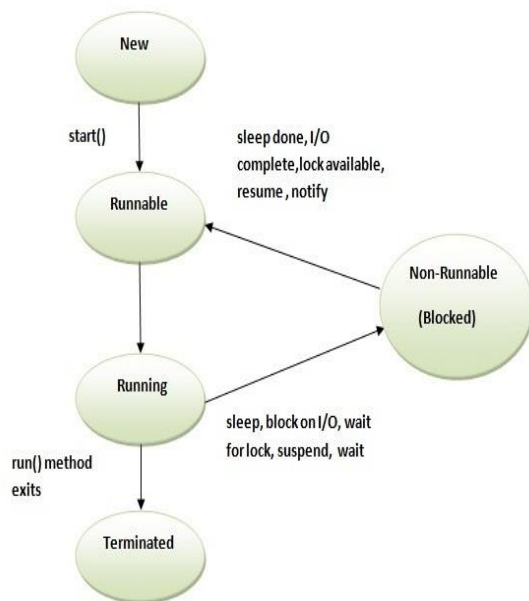 New
start()
sleep done, I/O
complete,lock available,
resume , notify
Runnable
Non-Runnable
(Blocked)
Running
sleep, block on I/O, wait
for lock, suspend, wait
run() method
exits
Terminated